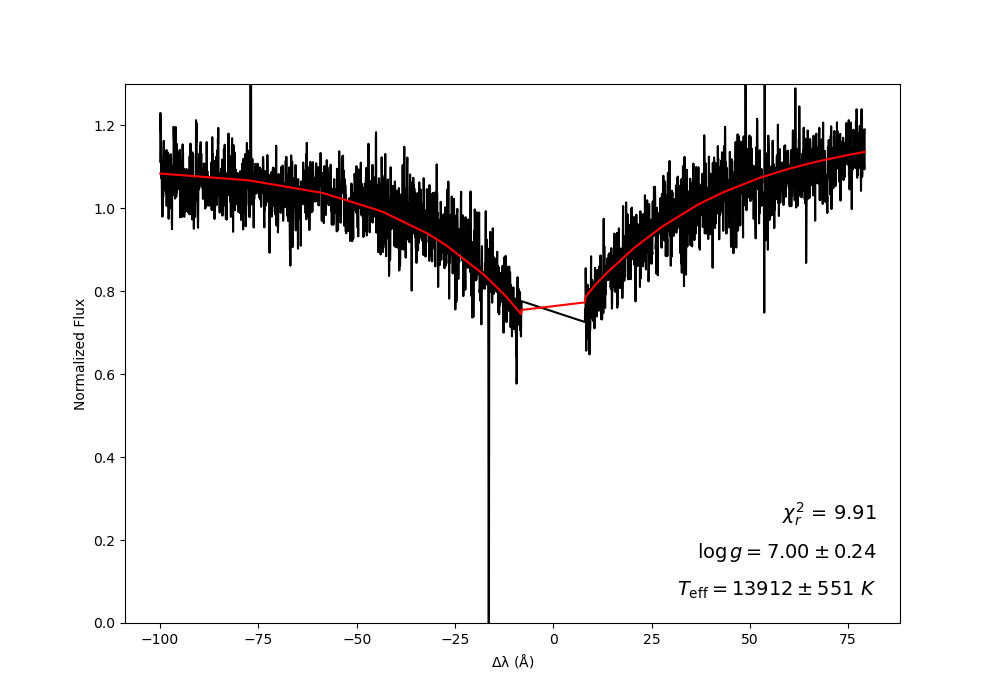 1.2
1.0
0.8
0.6
0.4
0.2
0.0
Normalized Flux
χ²ᵣ = 9.91
log g = 7.00 ± 0.24
T_eff = 13912 ± 551 K
−100 −75 −50 −25 0 25 50 75
Δλ (Å)